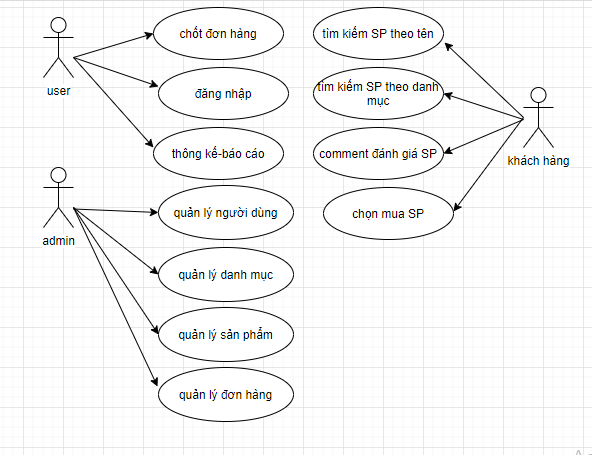 chốt đơn hàng
tìm kiếm SP theo tên
user
đăng nhập
tìm kiếm SP theo danh
mục
thông kế-báo cáo
comment đánh giá SP
khách hàng
admin
quản lý người dùng
chọn mua SP
quản lý danh mục
quản lý sản phẩm
quản lý đơn hàng